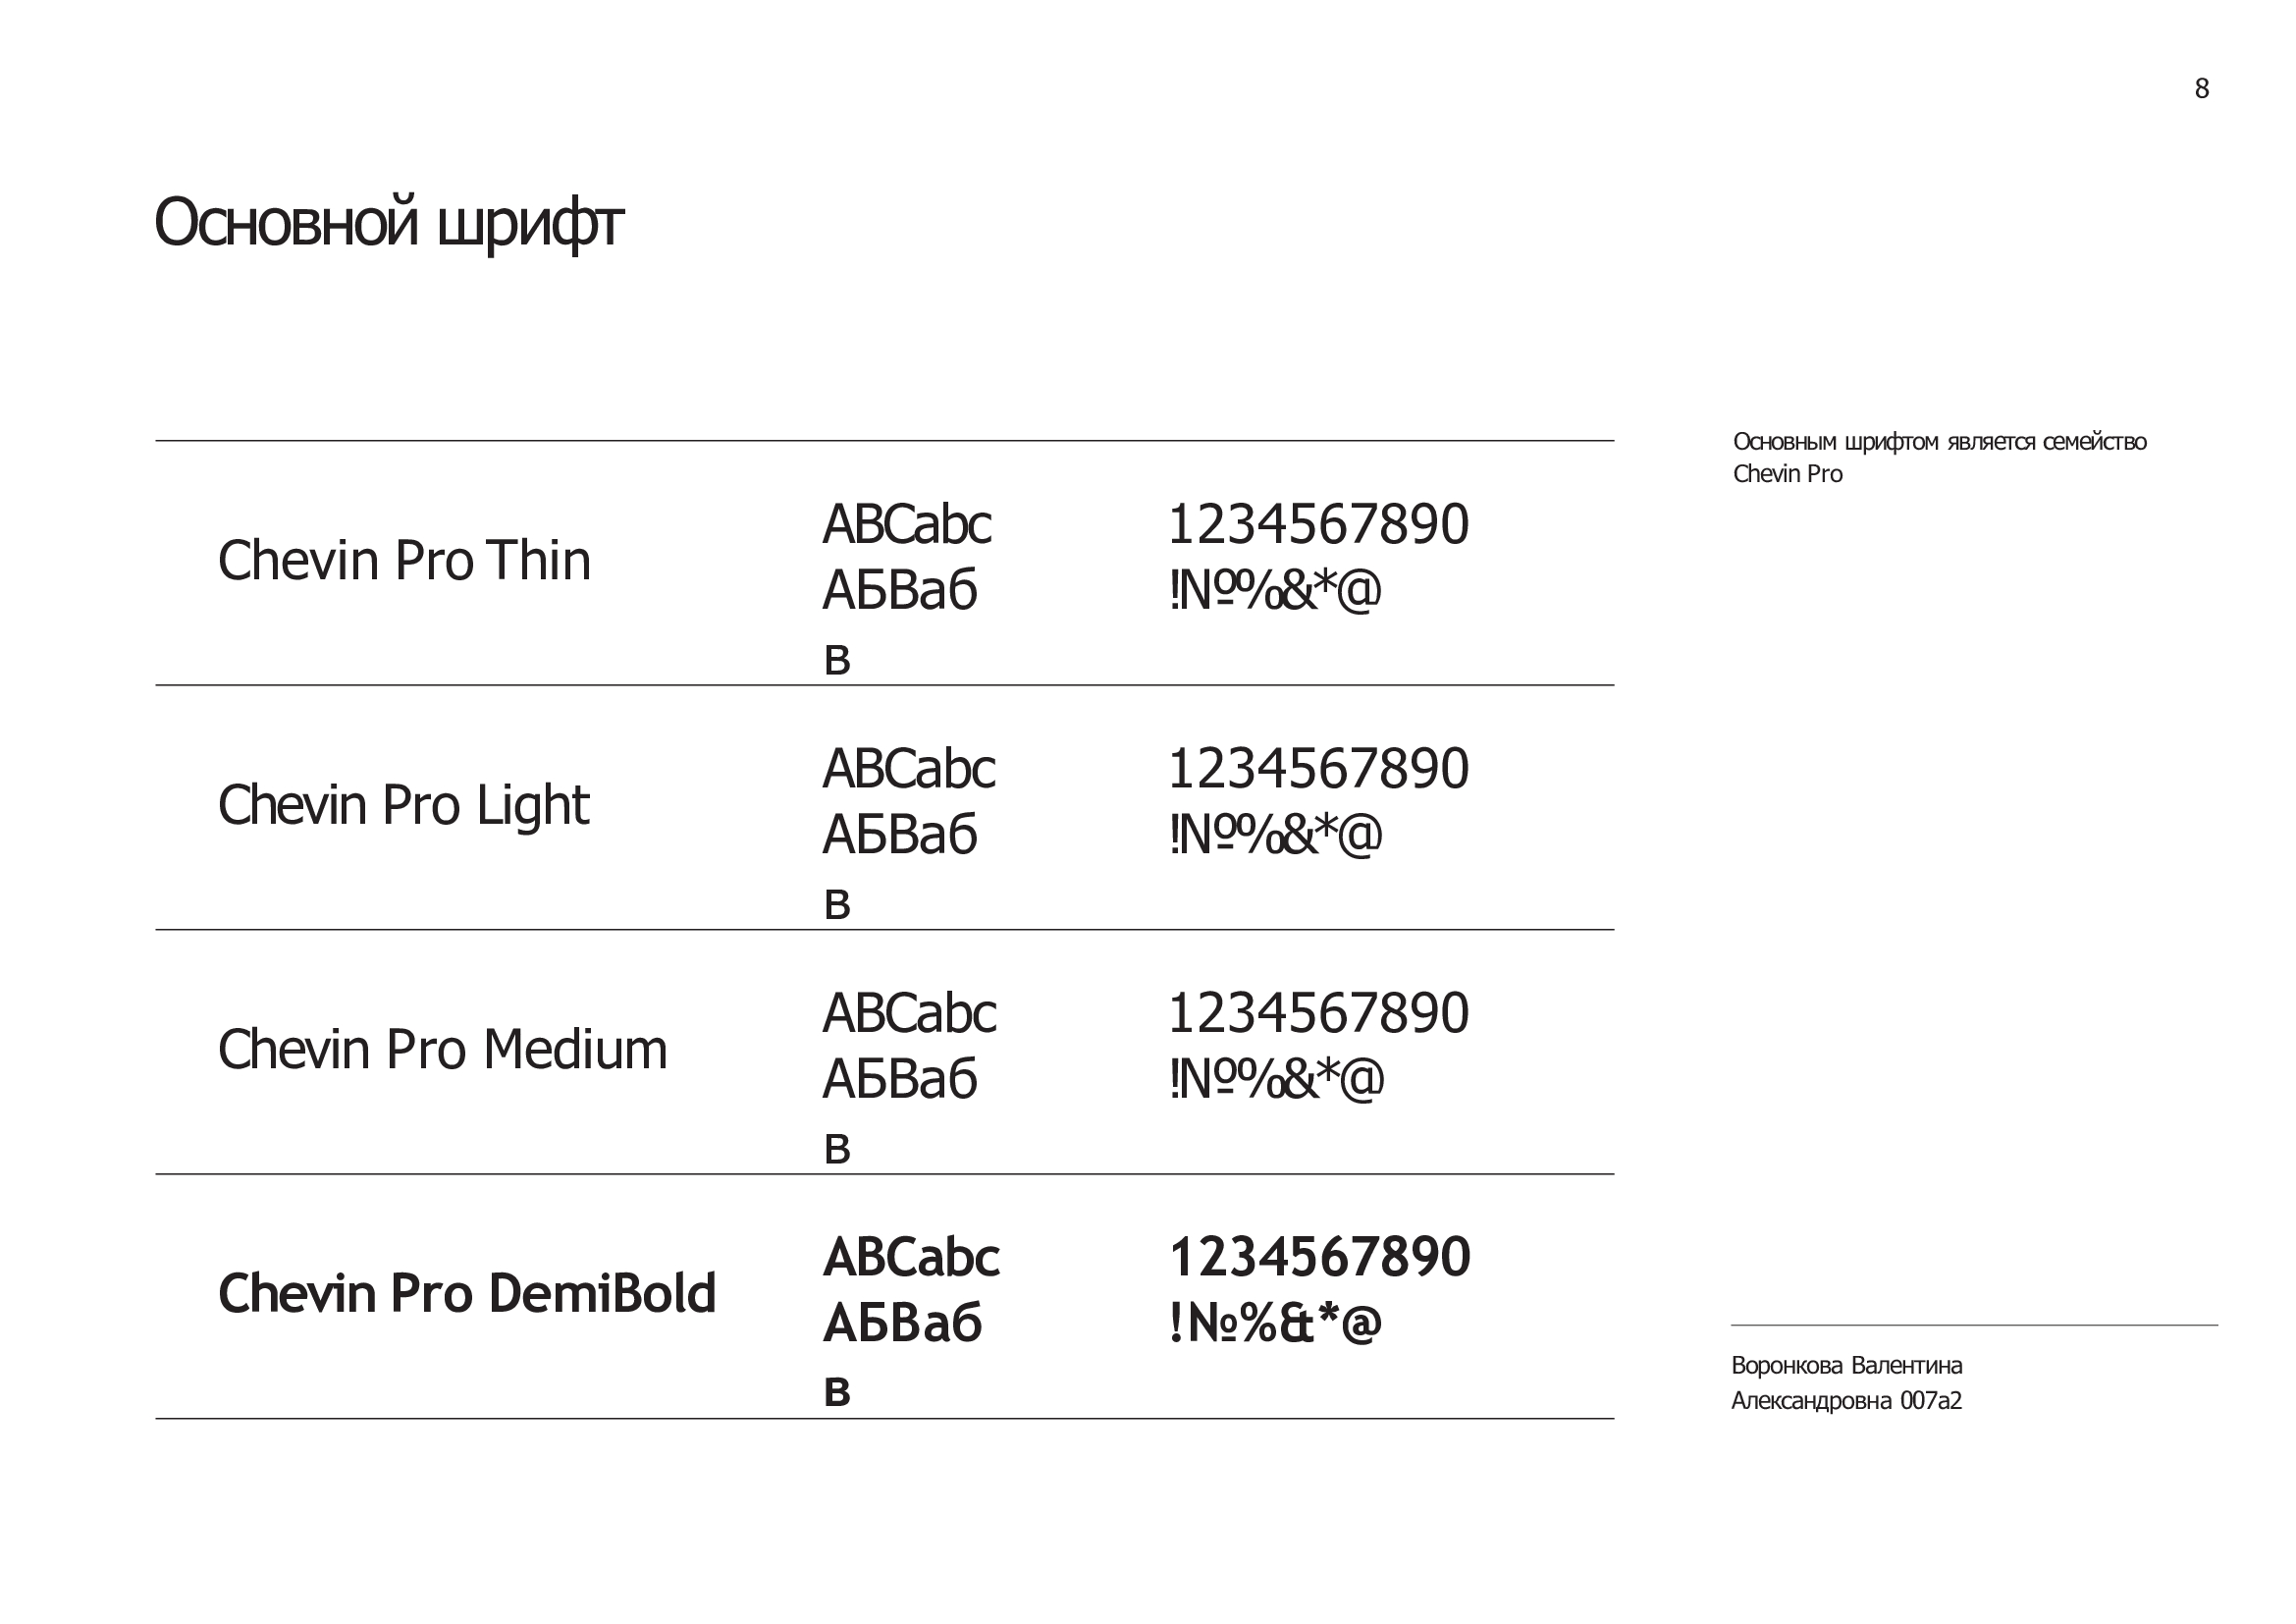 8
Основной шрифт
Основным шрифтом является семейство
Chevin Pro
Chevin Pro Thin
ABCabc
АБВаб
в
1234567890
!№%&*@
Chevin Pro Light
ABCabc
АБВаб
в
1234567890
!№%&*@
Chevin Pro Medium
ABCabc
АБВаб
в
1234567890
!№%&*@
Chevin Pro DemiBold
ABCabc
АБВаб
в
1234567890
!№%&*@
Воронкова Валентина
Александровна 007а2